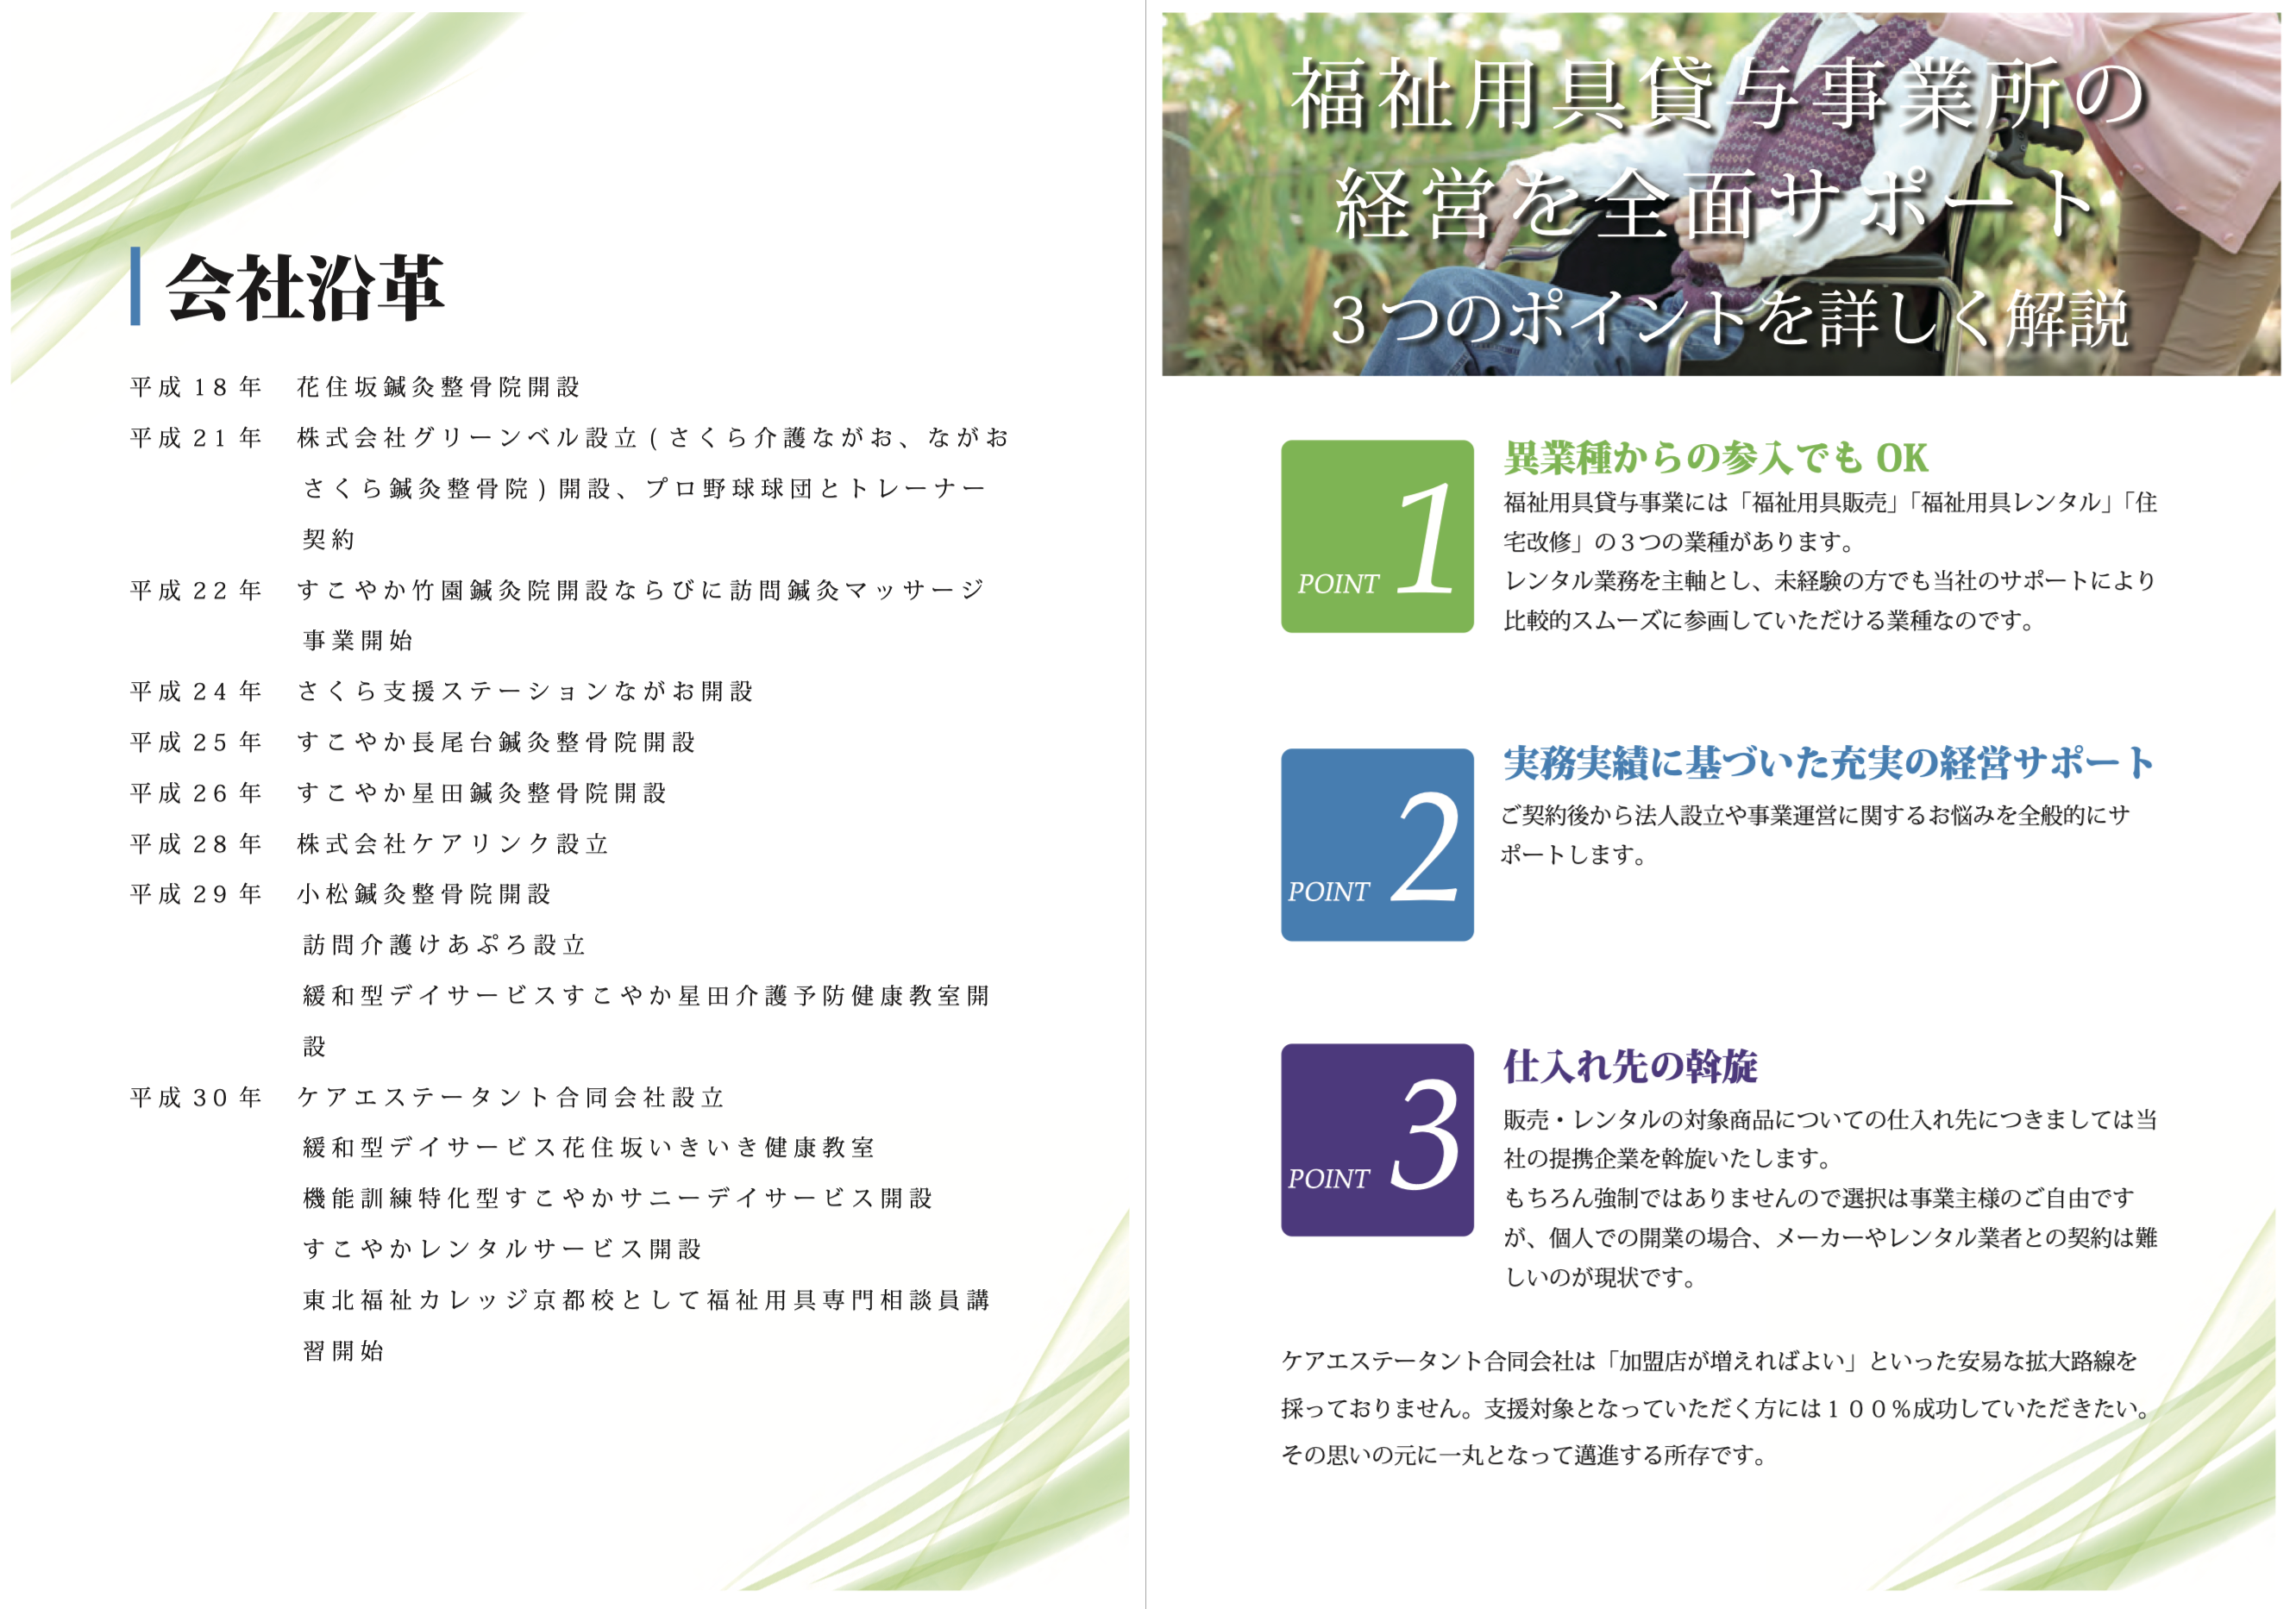 会社沿革
平成 18 年　花住坂鍼灸整骨院開設
平成 21 年　株式会社グリーンベル設立 ( さくら介護ながお、ながお
さくら鍼灸整骨院 ) 開設、プロ野球球団とトレーナー
契約
平成 22 年　すこやか竹園鍼灸院開設ならびに訪問鍼灸マッサージ
事業開始
平成 24 年　さくら支援ステーションながお開設
平成 25 年　すこやか長尾台鍼灸整骨院開設
平成 26 年　すこやか星田鍼灸整骨院開設
平成 28 年　株式会社ケアリンク設立
平成 29 年　小松鍼灸整骨院開設
訪問介護けあぷろ設立
緩和型デイサービスすこやか星田介護予防健康教室開
設
平成 30 年　ケアエステータント合同会社設立
緩和型デイサービス花住坂いきいき健康教室
機能訓練特化型すこやかサニーデイサービス開設
すこやかレンタルサービス開設
東北福祉カレッジ京都校として福祉用具専門相談員講
習開始
福祉用具貸与事業所の
経営を全面サポート
３つのポイントを詳しく解説
POINT 1
異業種からの参入でも OK
福祉用具貸与事業には「福祉用具販売」「福祉用具レンタル」「住
宅改修」の３つの業種があります。
レンタル業務を主軸とし、未経験の方でも当社のサポートにより
比較的スムーズに参画していただける業種なのです。
POINT 2
実務実績に基づいた充実の経営サポート
ご契約後から法人設立や事業運営に関するお悩みを全般的にサ
ポートします。
POINT 3
仕入れ先の斡旋
販売・レンタルの対象商品についての仕入れ先につきましては当
社の提携企業を斡旋いたします。
もちろん強制ではありませんので選択は事業主様のご自由です
が、個人での開業の場合、メーカーやレンタル業者との契約は難
しいのが現状です。
ケアエステータント合同会社は「加盟店が増えればよい」といった安易な拡大路線を
採っておりません。支援対象となっていただく方には１００％成功していただきたい。
その思いの元に一丸となって邁進する所存です。